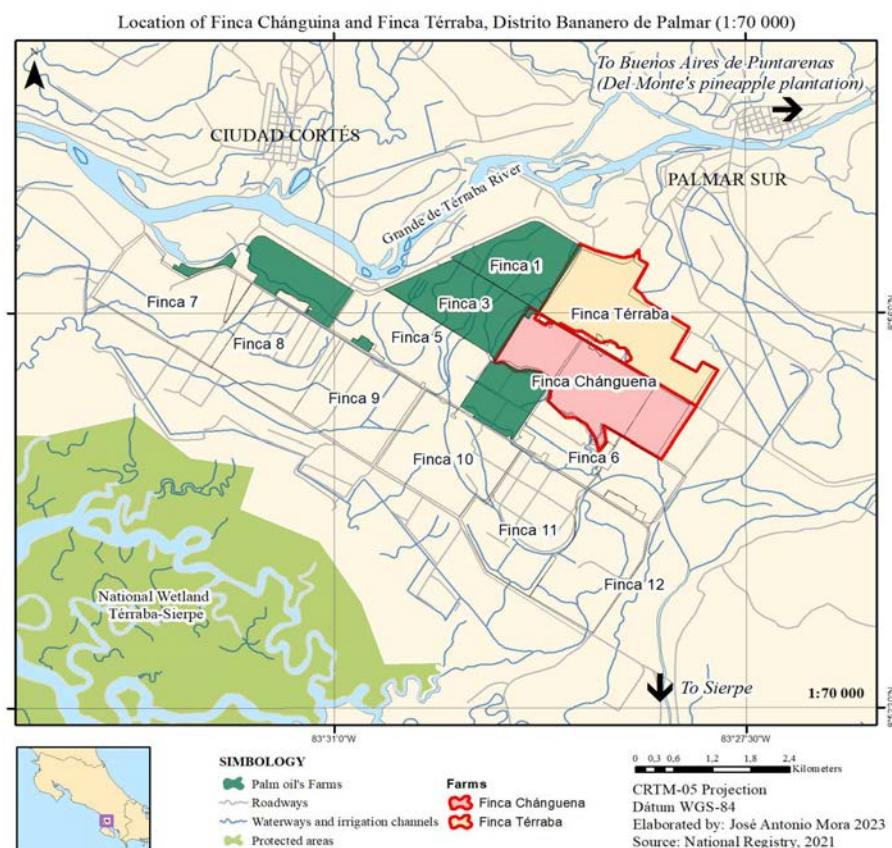 Location of Finca Chánguina and Finca Térraba, Distrito Bananero de Palmar (1:70 000)
N
To Buenos Aires de Puntarenas
(Del Monte's pineapple plantation)
CIUDAD CORTÉS
PALMAR SUR
Grande de Térraba River
Finca 1
Finca 7
Finca 3
Finca Térraba
Finca 8
Finca 5
Finca Chánguena
Finca 9
Finca 10
Finca 6
Finca 11
Finca 12
National Wetland
Térraba-Sierpe
To Sierpe
1:70 000
83°31'0"W
83°27'30"W
SIMBOLOGY
Palm oil's Farms
Roadways
Waterways and irrigation channels
Protected areas
Farms
Finca Chánguena
Finca Térraba
0 0,3 0,6 1,2 1,8 2,4
Kilometers
CRTM-05 Projection
Dátum WGS-84
Elaborated by: José Antonio Mora 2023
Source: National Registry, 2021